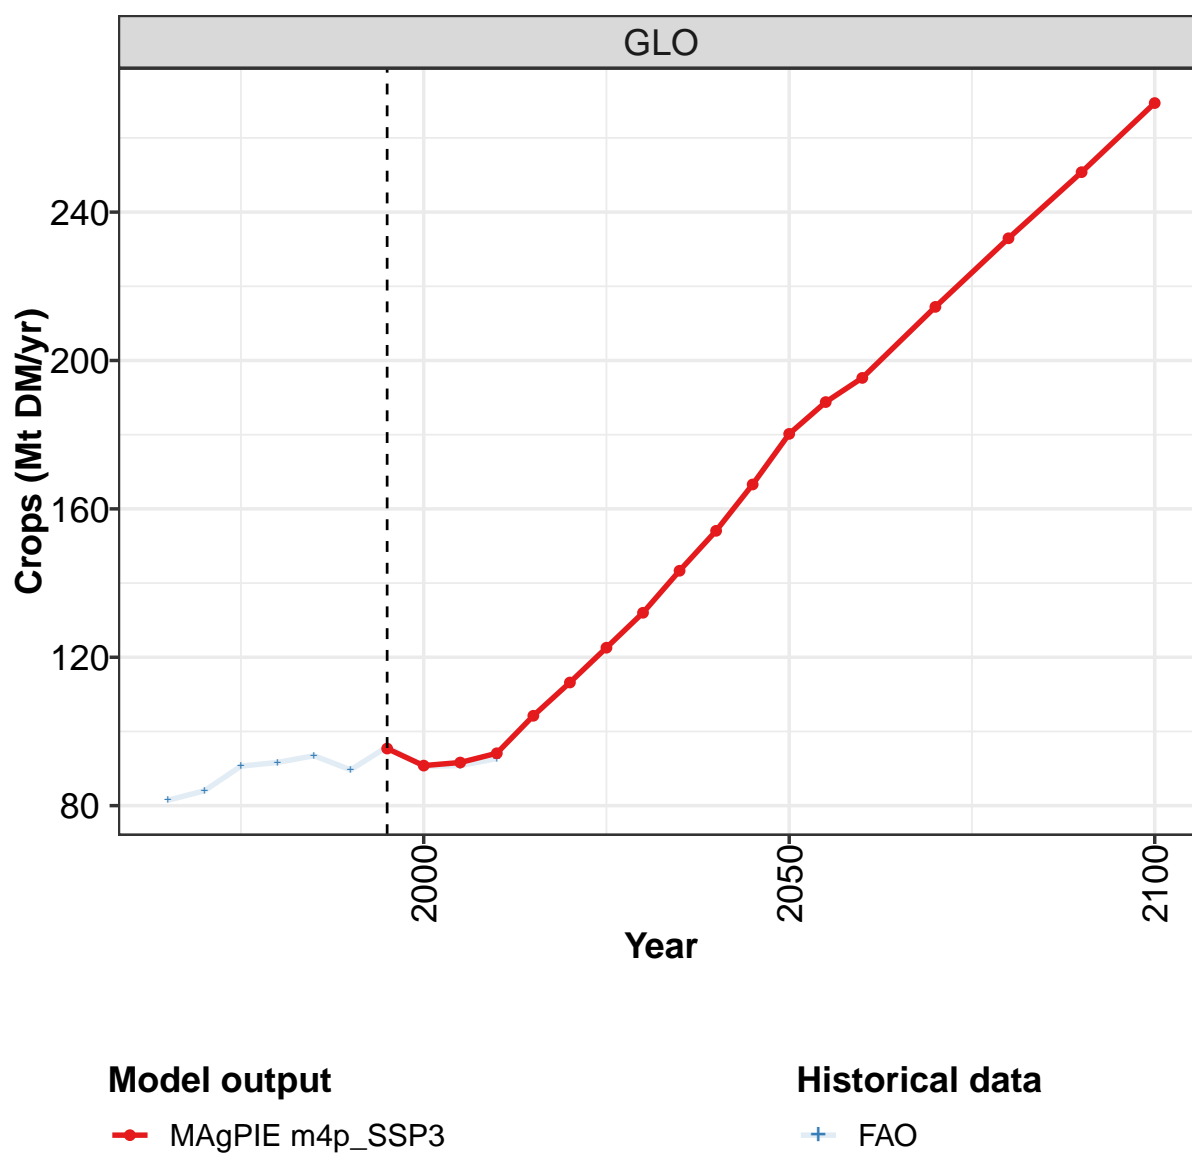 GLO
Crops (Mt DM/yr)
240
200
160
120
80
2000
2050
2100
Year
Model output
MAgPIE m4p_SSP3
Historical data
FAO